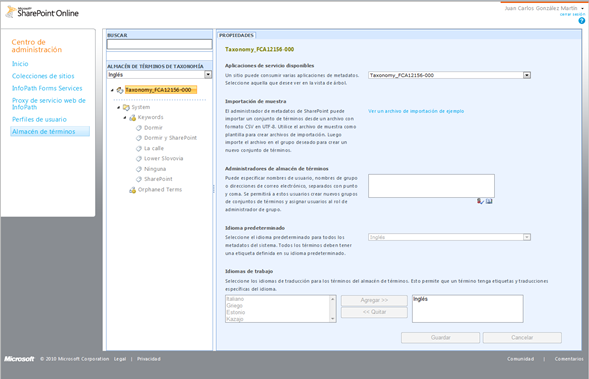 Microsoft
SharePoint Online
Juan Carlos González Martín
cerrar sesión
Centro de
administración
Inicio
Colecciones de sitios
InfoPath Forms Services
Proxy de servicio web de
InfoPath
Perfiles de usuario
Almacén de términos
BUSCAR
ALMACÉN DE TÉRMINOS DE TAXONOMÍA
Inglés
Taxonomy_FCA12156-000
System
Keywords
Dormir
Dormir y SharePoint
La calle
Lower Slovovia
Ninguna
SharePoint
Orphaned Terms
PROPIEDADES
Taxonomy_FCA12156-000
Aplicaciones de servicio disponibles
Un sitio puede consumir varias aplicaciones de metadatos.
Seleccione aquella que desee ver en la vista de árbol.
Taxonomy_FCA12156-000
Importación de muestra
El administrador de metadatos de SharePoint puede
importar un conjunto de términos desde un archivo con
formato CSV en UTF-8. Utilice el archivo de muestra como
plantilla para crear archivos de importación. Luego
importe el archivo en el grupo deseado para crear un
nuevo conjunto de términos.
Ver un archivo de importación de ejemplo
Administradores de almacén de términos
Puede especificar nombres de usuario, nombres de grupo
o direcciones de correo electrónico, separados con punto
y coma. Se permitirá a estos usuarios crear nuevos grupos
de conjuntos de términos y asignar usuarios al rol de
administrador de grupo.
Idioma predeterminado
Seleccione el idioma predeterminado para todos los
metadatos del sistema. Todos los términos deben tener
una etiqueta definida en su idioma predeterminado.
Inglés
Idiomas de trabajo
Seleccione los idiomas de traducción para los términos del almacén de términos. Esto permite que un término tenga etiquetas y traducciones
específicas del idioma.
Italiano
Griego
Estonio
Kazajo
Agregar >>
<< Quitar
Inglés
Guardar
Cancelar
Microsoft © 2010 Microsoft Corporation Legal | Privacidad
Comunidad | Comentarios